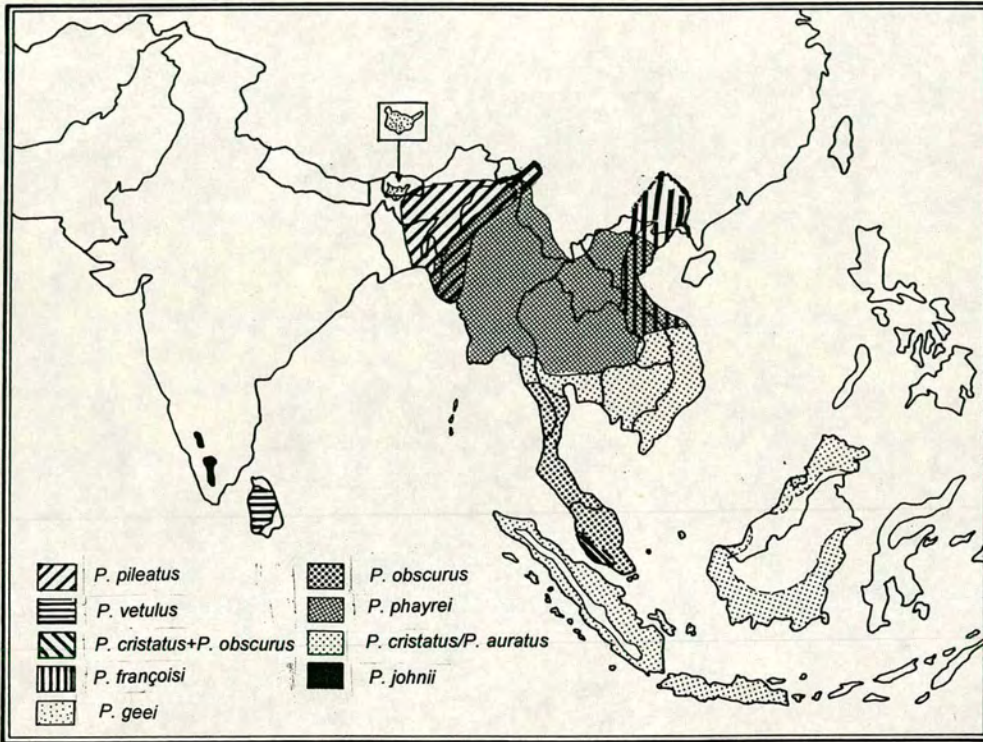 P. pileatus
P. vetulus
P. cristatus+P. obscurus
P. françoisi
P. geei
P. obscurus
P. phayrei
P. cristatus/P. auratus
P. johnii